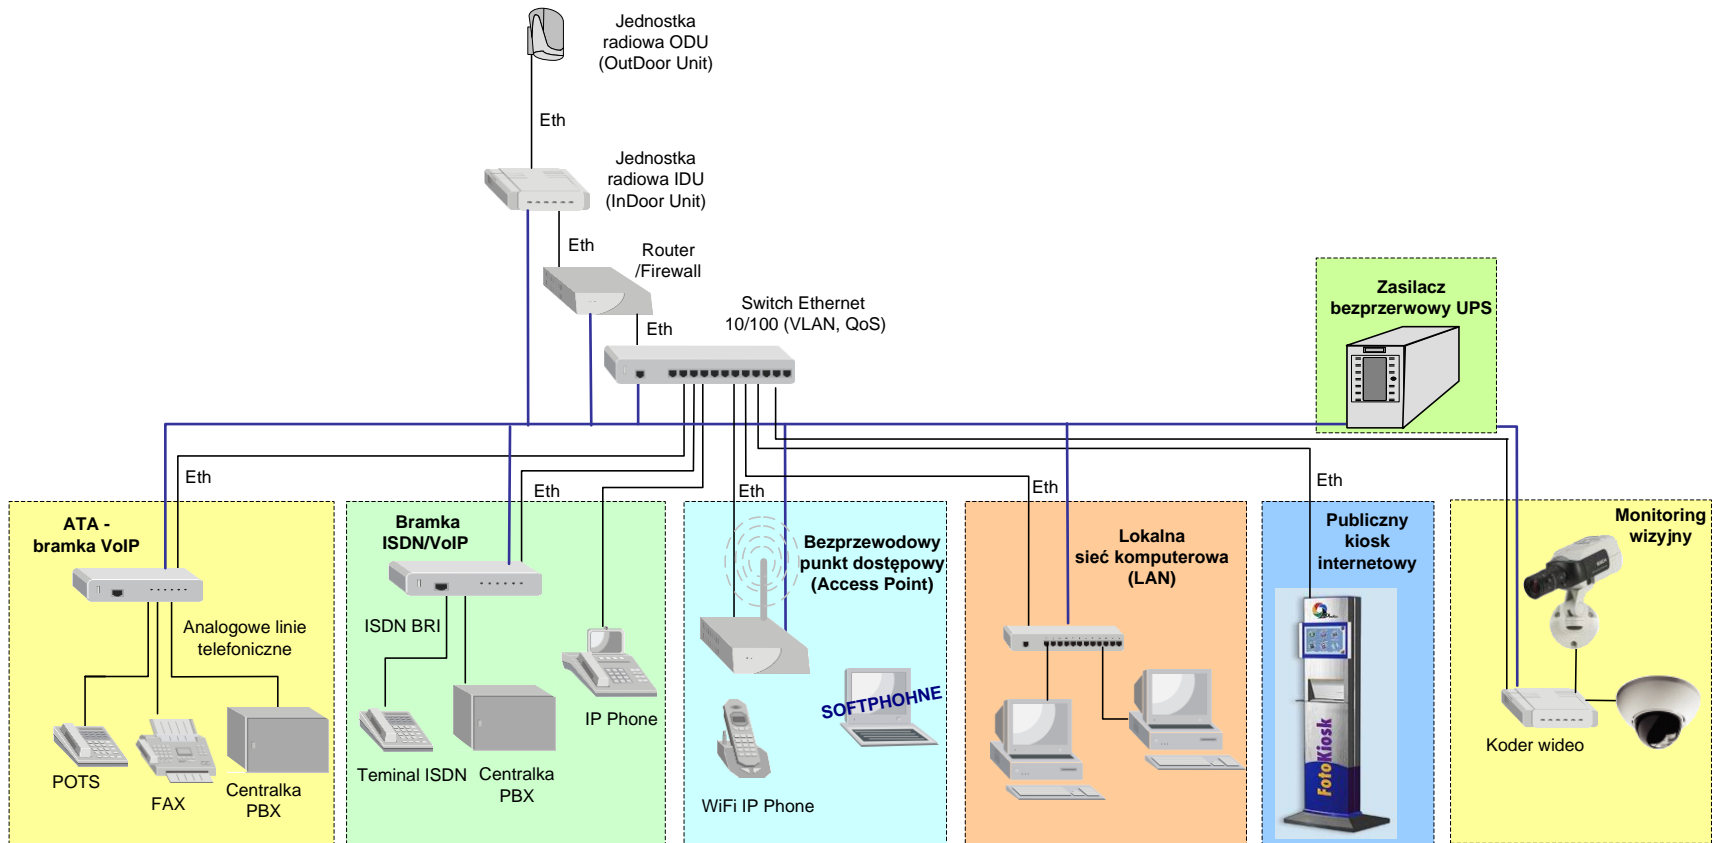 Jednostka
radiowa ODU
(OutDoor Unit)
Eth
Jednostka
radiowa IDU
(InDoor Unit)
Eth
Router
/Firewall
Eth
Switch Ethernet
10/100 (VLAN, QoS)
Zasilacz
bezprzerwowy UPS
Eth
Eth
Eth
Eth
Eth
ATA -
bramka VoIP
Analogowe linie
telefoniczne
POTS
FAX
Centralka
PBX
Bramka
ISDN/VoIP
ISDN BRI
Teminal ISDN
Centralka
PBX
IP Phone
Bezprzewodowy
punkt dostępowy
(Access Point)
SOFTPHOHNE
WiFi IP Phone
Lokalna
sieć komputerowa
(LAN)
Publiczny
kiosk
internetowy
FotoKiosk
Monitoring
wizyjny
Koder wideo